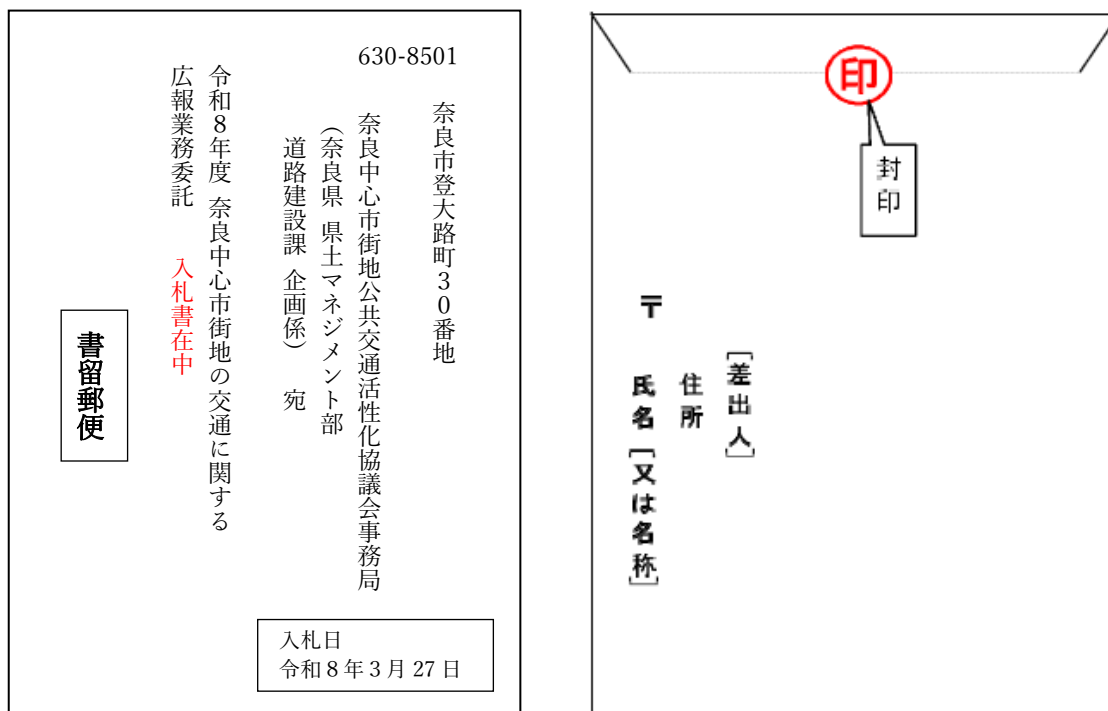 630-8501
奈良市登大路町３０番地
奈良中心市街地公共交通活性化協議会事務局
（奈良県 県土マネジメント部
道路建設課 企画係） 宛
令和８年度 奈良中心市街地の交通に関する
広報業務委託 入札書在中
書留郵便
入札日
令和８年３月 27 日
印
封印
[差出人]
住所
氏名[又は名称]
〒